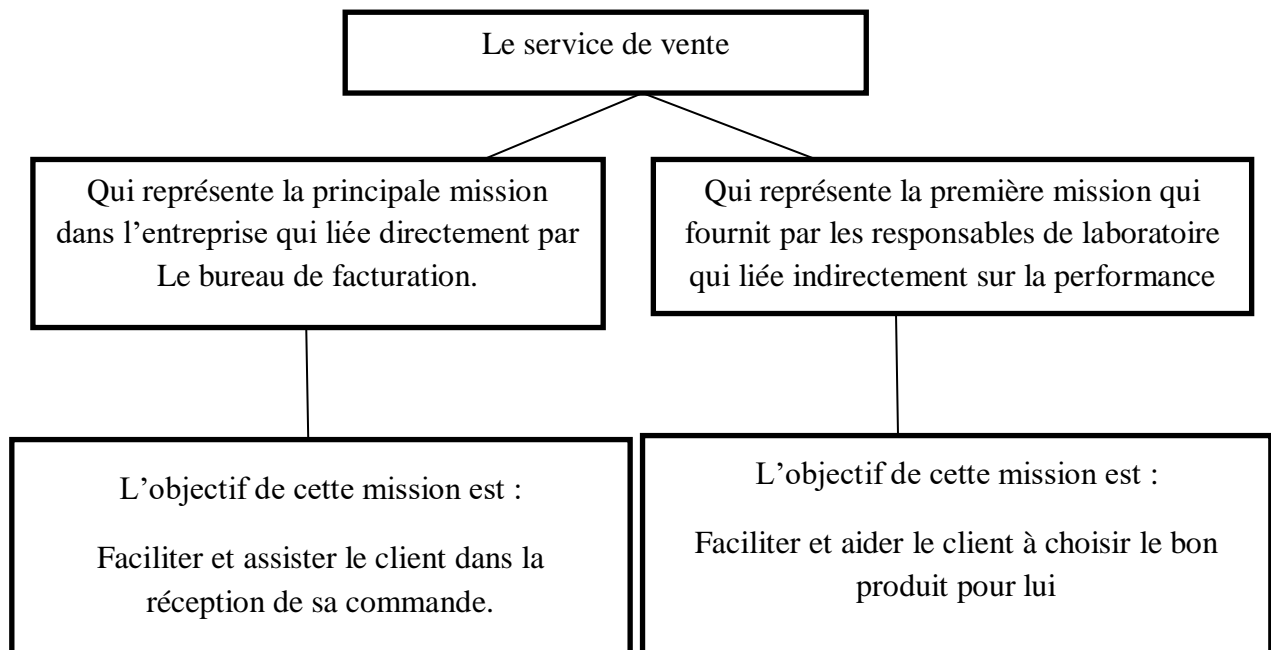 Le service de vente
Qui représente la principale mission
dans l’entreprise qui liée directement par
Le bureau de facturation.
Qui représente la première mission qui
fournit par les responsables de laboratoire
qui liée indirectement sur la performance
L’objectif de cette mission est :
Faciliter et assister le client dans la
réception de sa commande.
L’objectif de cette mission est :
Faciliter et aider le client à choisir le bon
produit pour lui